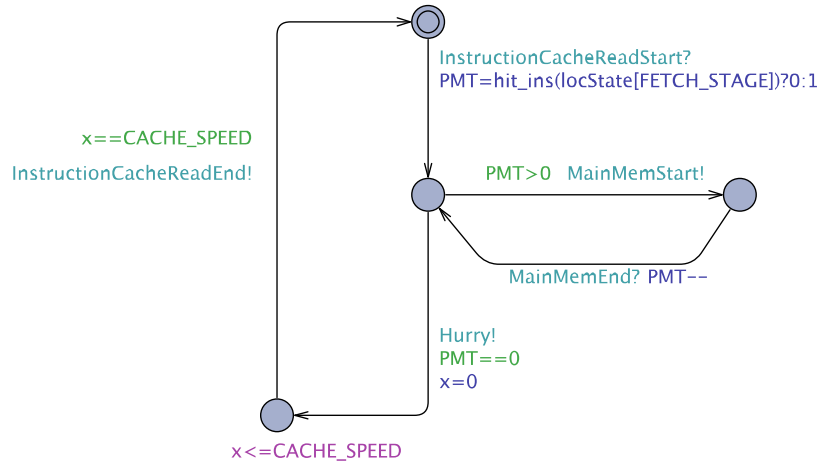 InstructionCacheReadStart?
PMT=hit_ins(locState[FETCH_STAGE])?0:1
x==CACHE_SPEED
InstructionCacheReadEnd!
PMT>0 MainMemStart!
MainMemEnd? PMT--
Hurry!
PMT==0
x=0
x<=CACHE_SPEED